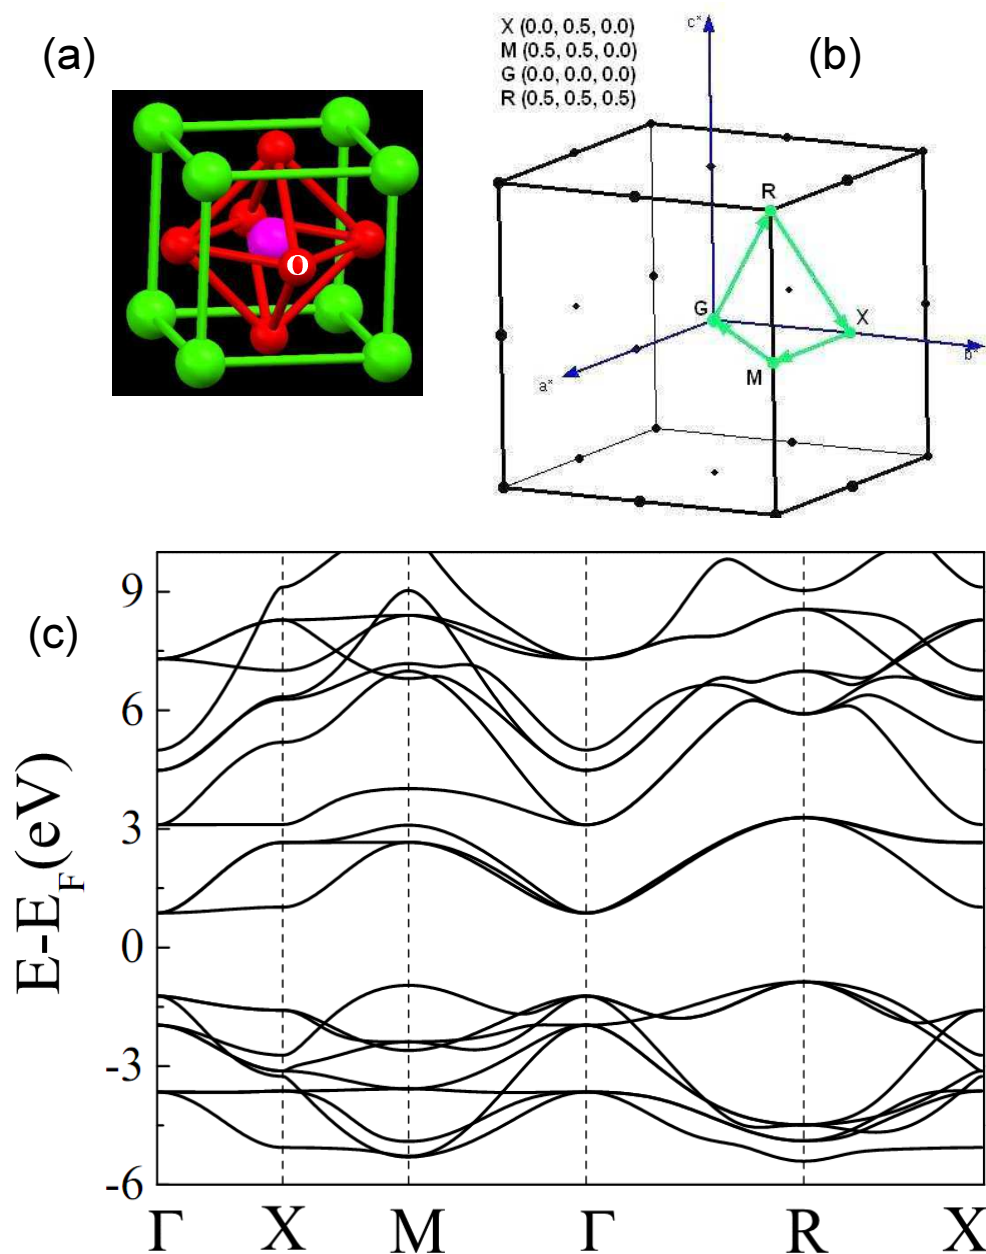 (a)
O
X (0.0, 0.5, 0.0)
M (0.5, 0.5, 0.0)
G (0.0, 0.0, 0.0)
R (0.5, 0.5, 0.5)
(b)
c*
R
G
X
b*
a*
M
(c)
E-E_F (eV)
9
6
3
0
-3
-6
Γ X M Γ R X